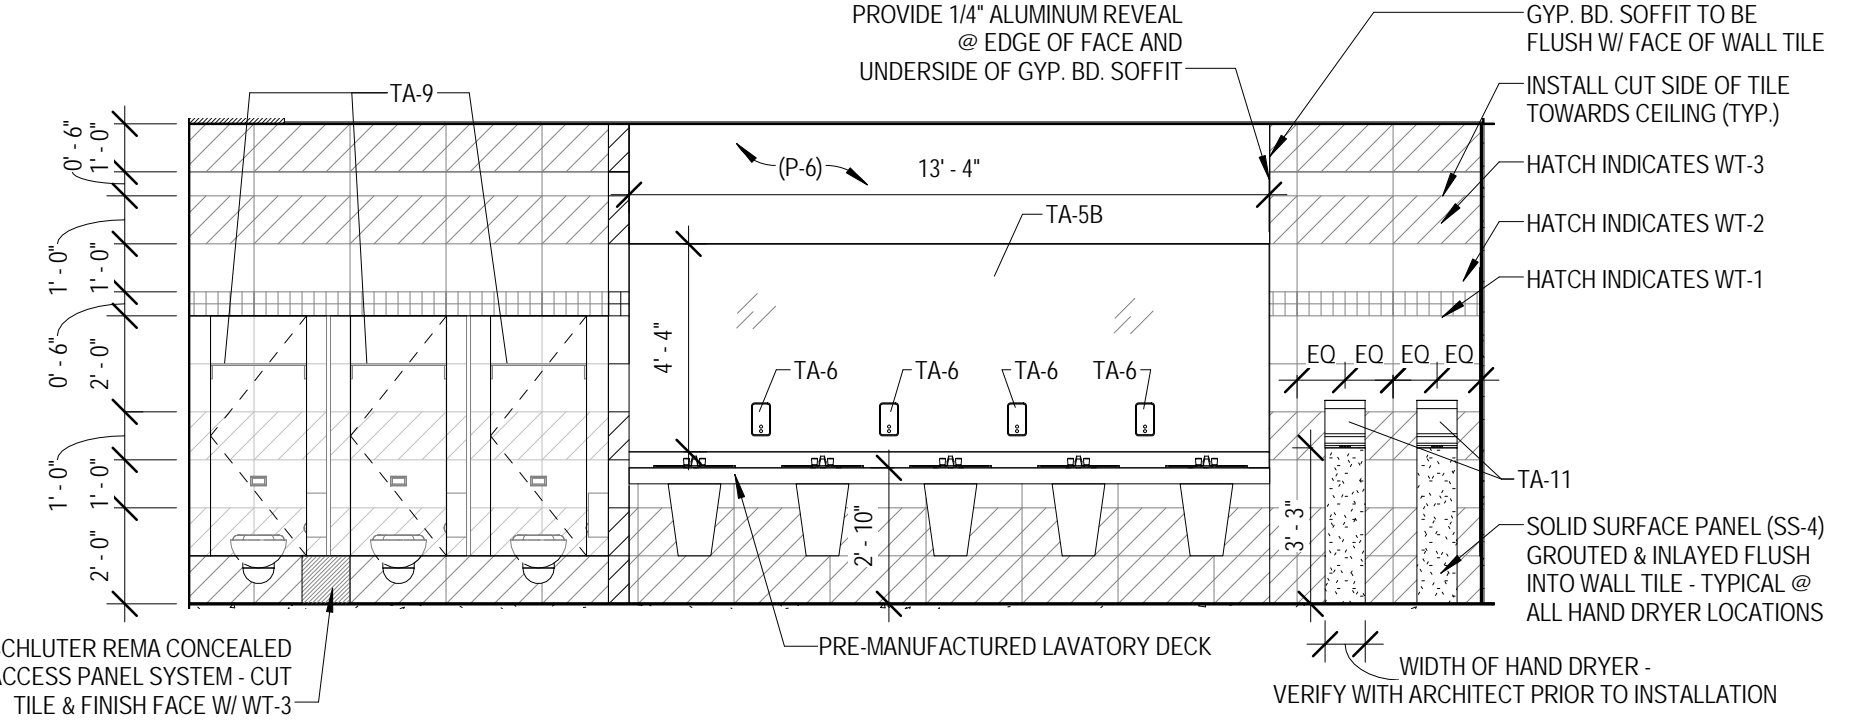 PROVIDE 1/4" ALUMINUM REVEAL
@ EDGE OF FACE AND
UNDERSIDE OF GYP. BD. SOFFIT
GYP. BD. SOFFIT TO BE
FLUSH W/ FACE OF WALL TILE
INSTALL CUT SIDE OF TILE
TOWARDS CEILING (TYP.)
HATCH INDICATES WT-3
HATCH INDICATES WT-2
HATCH INDICATES WT-1
TA-9
0' - 6"
1' - 0"
1' - 0"
1' - 0"
0' - 6"
2' - 0"
1' - 0"
1' - 0"
2' - 0"
(P-6)
13' - 4"
TA-5B
4' - 4"
TA-6
TA-6
TA-6
TA-6
EQ
EQ
EQ
EQ
2' - 10"
3' - 3"
TA-11
SOLID SURFACE PANEL (SS-4)
GROUTED & INLAYED FLUSH
INTO WALL TILE - TYPICAL @
ALL HAND DRYER LOCATIONS
CHLUTER REMA CONCEALED
ACCESS PANEL SYSTEM - CUT
TILE & FINISH FACE W/ WT-3
PRE-MANUFACTURED LAVATORY DECK
WIDTH OF HAND DRYER -
VERIFY WITH ARCHITECT PRIOR TO INSTALLATION